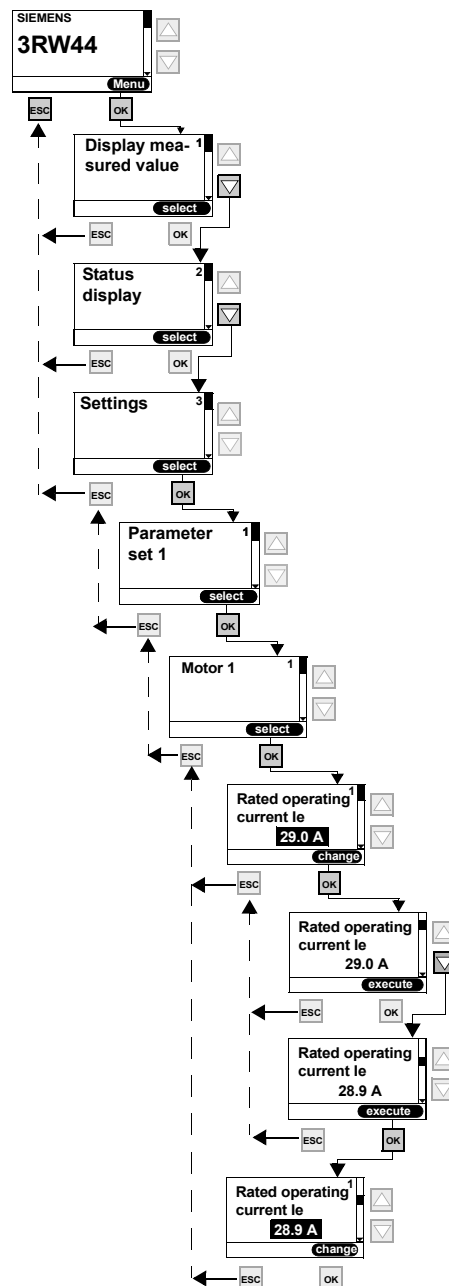 SIEMENS
3RW44
Menu
ESC
OK
Display mea-
sured value
1
select
ESC
OK
Status
display
2
select
ESC
OK
Settings
3
select
ESC
OK
Parameter
set 1
1
select
ESC
OK
Motor 1
1
select
ESC
OK
Rated operating
current Ie
1
29.0 A
change
ESC
OK
Rated operating
current Ie
29.0 A
execute
ESC
OK
Rated operating
current Ie
28.9 A
execute
ESC
OK
Rated operating
current Ie
1
28.9 A
change
ESC
OK